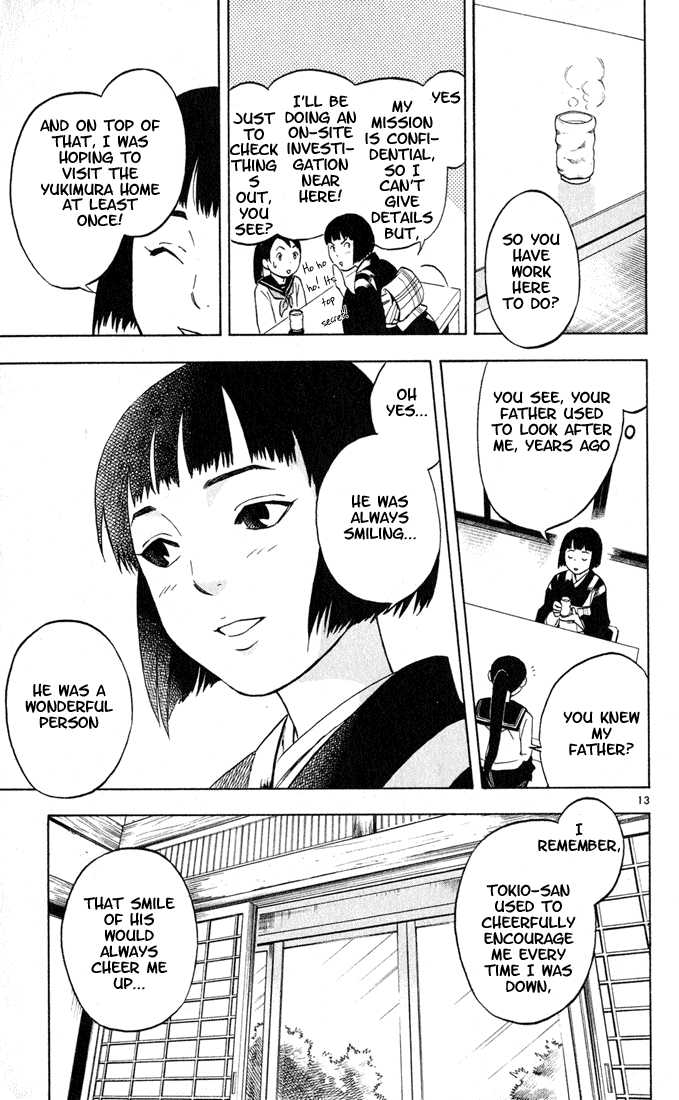 SO YOU
HAVE
WORK
HERE
TO DO?
YES
MY
MISSION
IS CONFI-
DENTIAL,
SO I
CAN'T
GIVE
DETAILS
BUT,
I'LL BE
DOING AN
ON-SITE
INVESTI-
GATION
NEAR
HERE!
JUST
TO
CHECK
THING
S
OUT,
YOU
SEE?
Ho ho
ho! Its
top
secret!
AND ON TOP OF
THAT, I WAS
HOPING TO
VISIT THE
YUKIMURA HOME
AT LEAST
ONCE!
YOU SEE, YOUR
FATHER USED
TO LOOK AFTER
ME, YEARS AGO
YOU KNEW
MY
FATHER?
OH
YES...
HE WAS
ALWAYS
SMILING...
HE WAS A
WONDERFUL
PERSON
13
I
REMEMBER,
TOKIO-SAN
USED TO
CHEERFULLY
ENCOURAGE
ME EVERY
TIME I WAS
DOWN,
THAT SMILE
OF HIS
WOULD
ALWAYS
CHEER ME
UP...